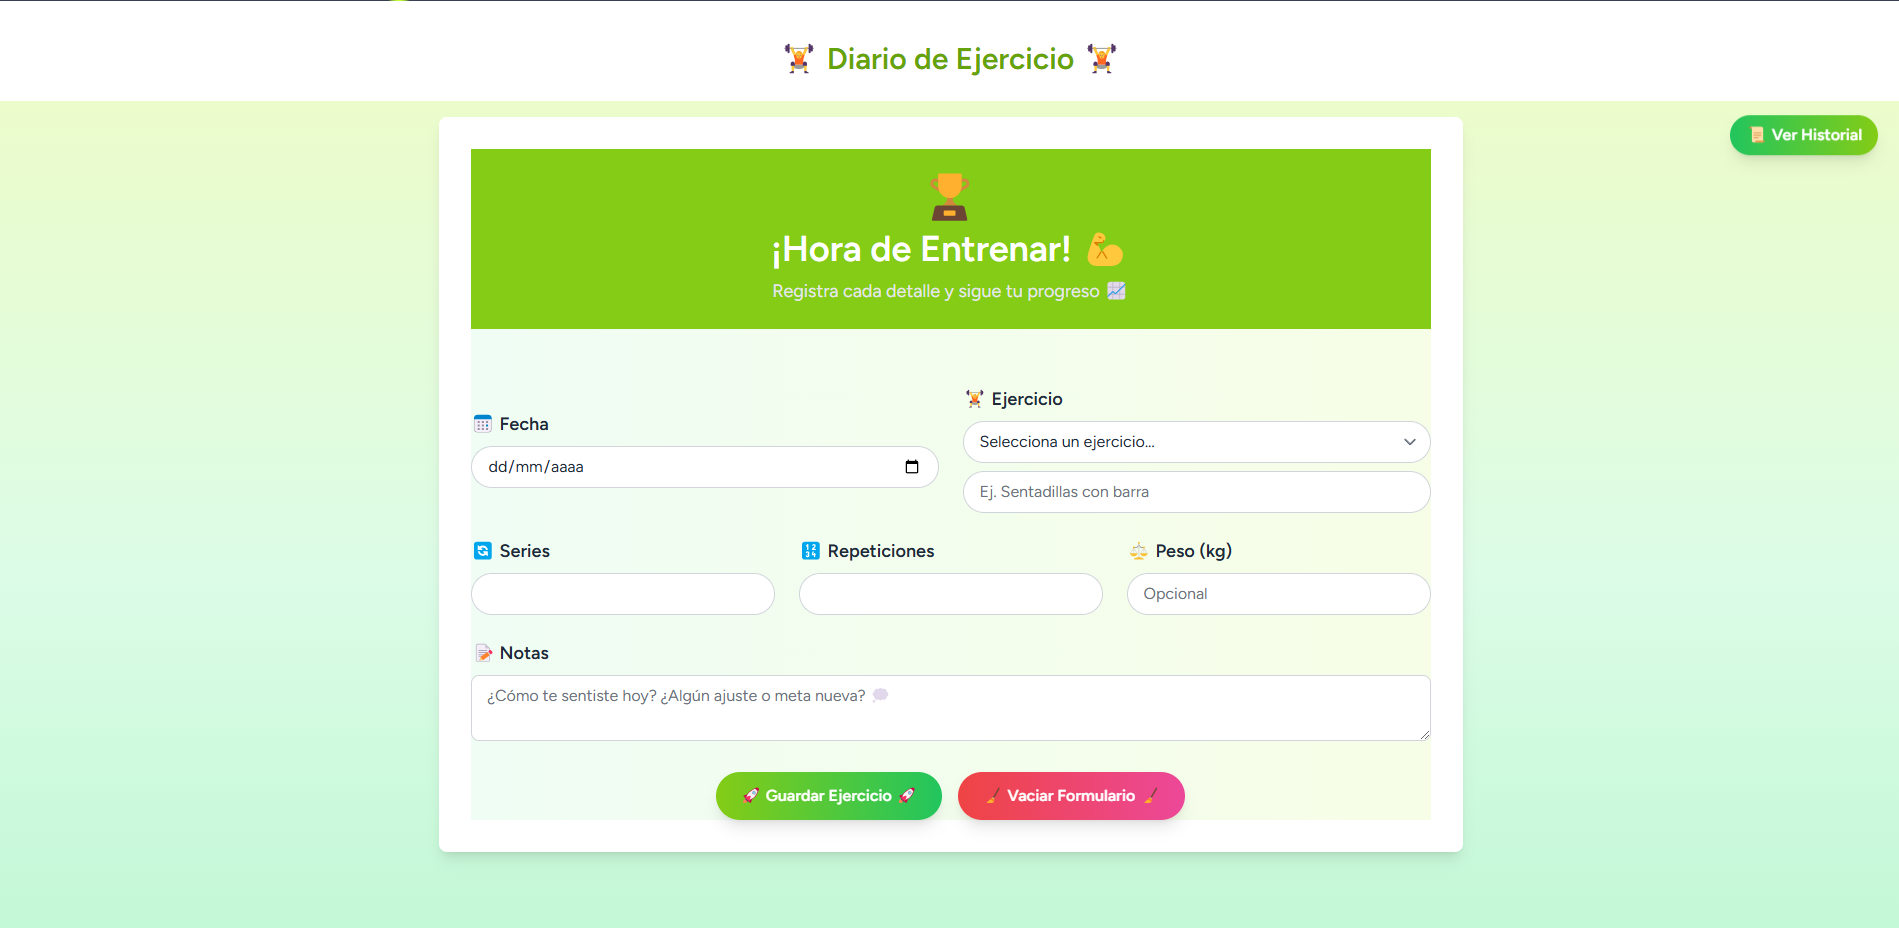 Diario de Ejercicio
Ver Historial
¡Hora de Entrenar!
Registra cada detalle y sigue tu progreso
Fecha
dd/mm/aaaa
Ejercicio
Selecciona un ejercicio...
Ej. Sentadillas con barra
Series
Repeticiones
Peso (kg)
Opcional
Notas
¿Cómo te sentiste hoy? ¿Algún ajuste o meta nueva?
Guardar Ejercicio
Vaciar Formulario